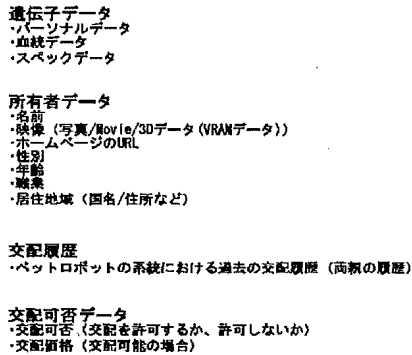 遺伝子データ
・パーソナルデータ
・血統データ
・スペックデータ
所有者データ
・名前
・映像（写真/Movie/3Dデータ(VRAMデータ))
・ホームページのURL
・性別
・年齢
・職業
・居住地域（国名/住所など）
交配履歴
・ペットロボットの系統における過去の交配履歴（両親の履歴）
交配可否データ
・交配可否（交配を許可するか、許可しないか）
・交配価格（交配可能の場合）